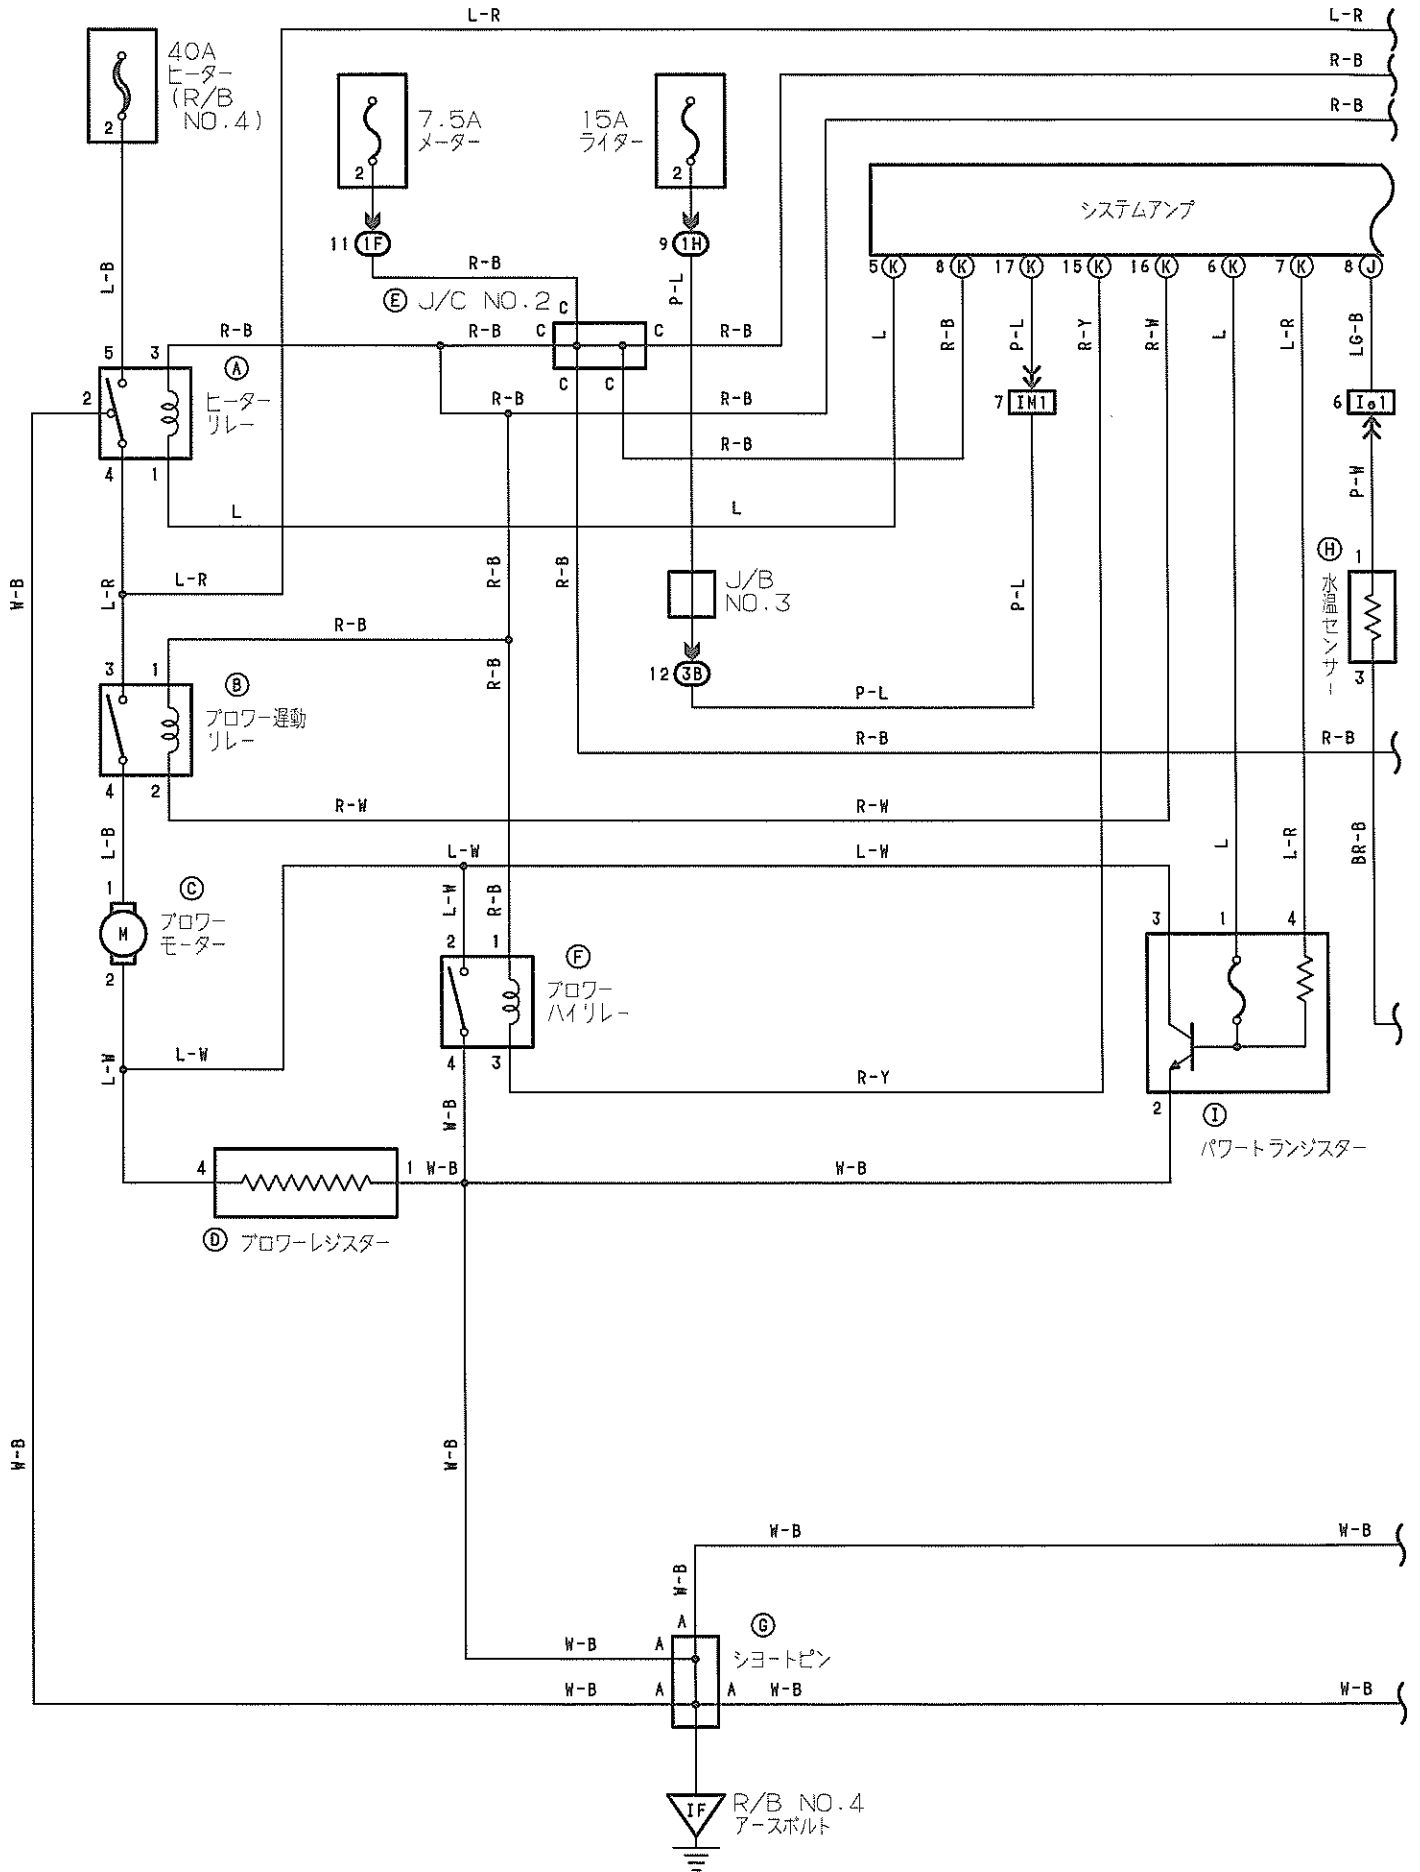 L-R
L-R
40A
ヒーター
(R/B
NO.4)
2
R-B
7.5A
メーター
2
15A
ライター
2
R-B
システムアンプ
11 1F
9 1H
5 K
8 K
17 K
15 K
16 K
6 K
7 K
8 J
L-B
R-B
P-L
E J/C NO.2
C
R-B
R-B
C
C
R-B
L
R-B
P-L
R-Y
R-W
L
L-R
LG-B
5
3
A
ヒーター
リレー
2
C
C
R-B
R-B
7 IM1
6 Io1
4
1
R-B
P-W
L
L
W-B
L-R
L-R
R-B
R-B
J/B
NO.3
P-L
H
水温センサー
1
3
R-B
R-B
3
1
B
ブロワー遅動
リレー
12 3B
P-L
R-B
R-B
4
2
R-W
R-W
L-B
L-W
L-W
L
L-R
BR-B
1
C
ブロワー
モーター
M
2
L-W
R-B
2
1
F
ブロワー
ハイリレー
3
1
4
L-W
L-W
4
3
R-Y
2
I
パワートランジスター
W-B
4
1
W-B
W-B
D ブロワーレジスター
W-B
W-B
W-B
W-B
W-B
A
G
ショートピン
W-B
A
W-B
A
A
W-B
W-B
IF
R/B NO.4
アースボルト